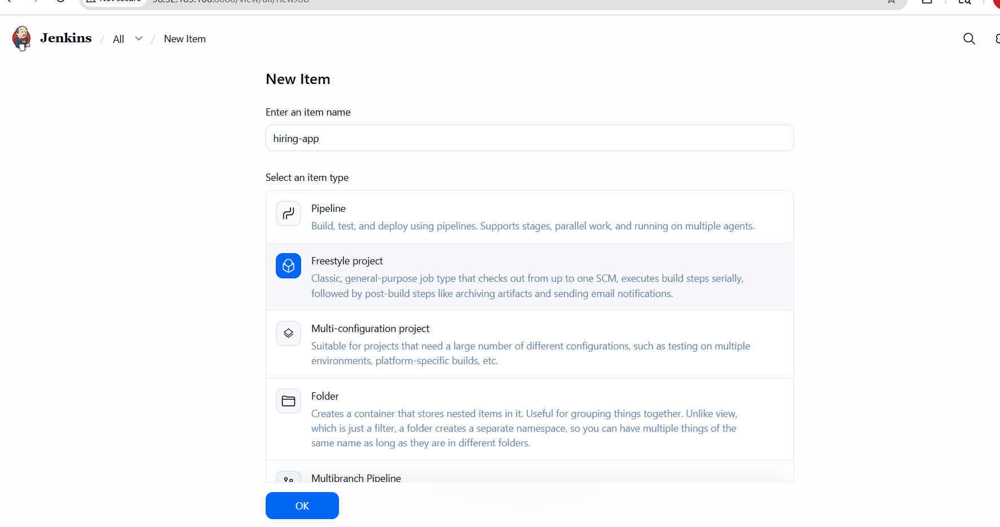 Jenkins / All / New Item
New Item
Enter an item name
hiring-app
Select an item type
Pipeline
Build, test, and deploy using pipelines. Supports stages, parallel work, and running on multiple agents.
Freestyle project
Classic, general-purpose job type that checks out from up to one SCM, executes build steps serially,
followed by post-build steps like archiving artifacts and sending email notifications.
Multi-configuration project
Suitable for projects that need a large number of different configurations, such as testing on multiple
environments, platform-specific builds, etc.
Folder
Creates a container that stores nested items in it. Useful for grouping things together. Unlike view,
which is just a filter, a folder creates a separate namespace, so you can have multiple things of the
same name as long as they are in different folders.
Multibranch Pipeline
OK